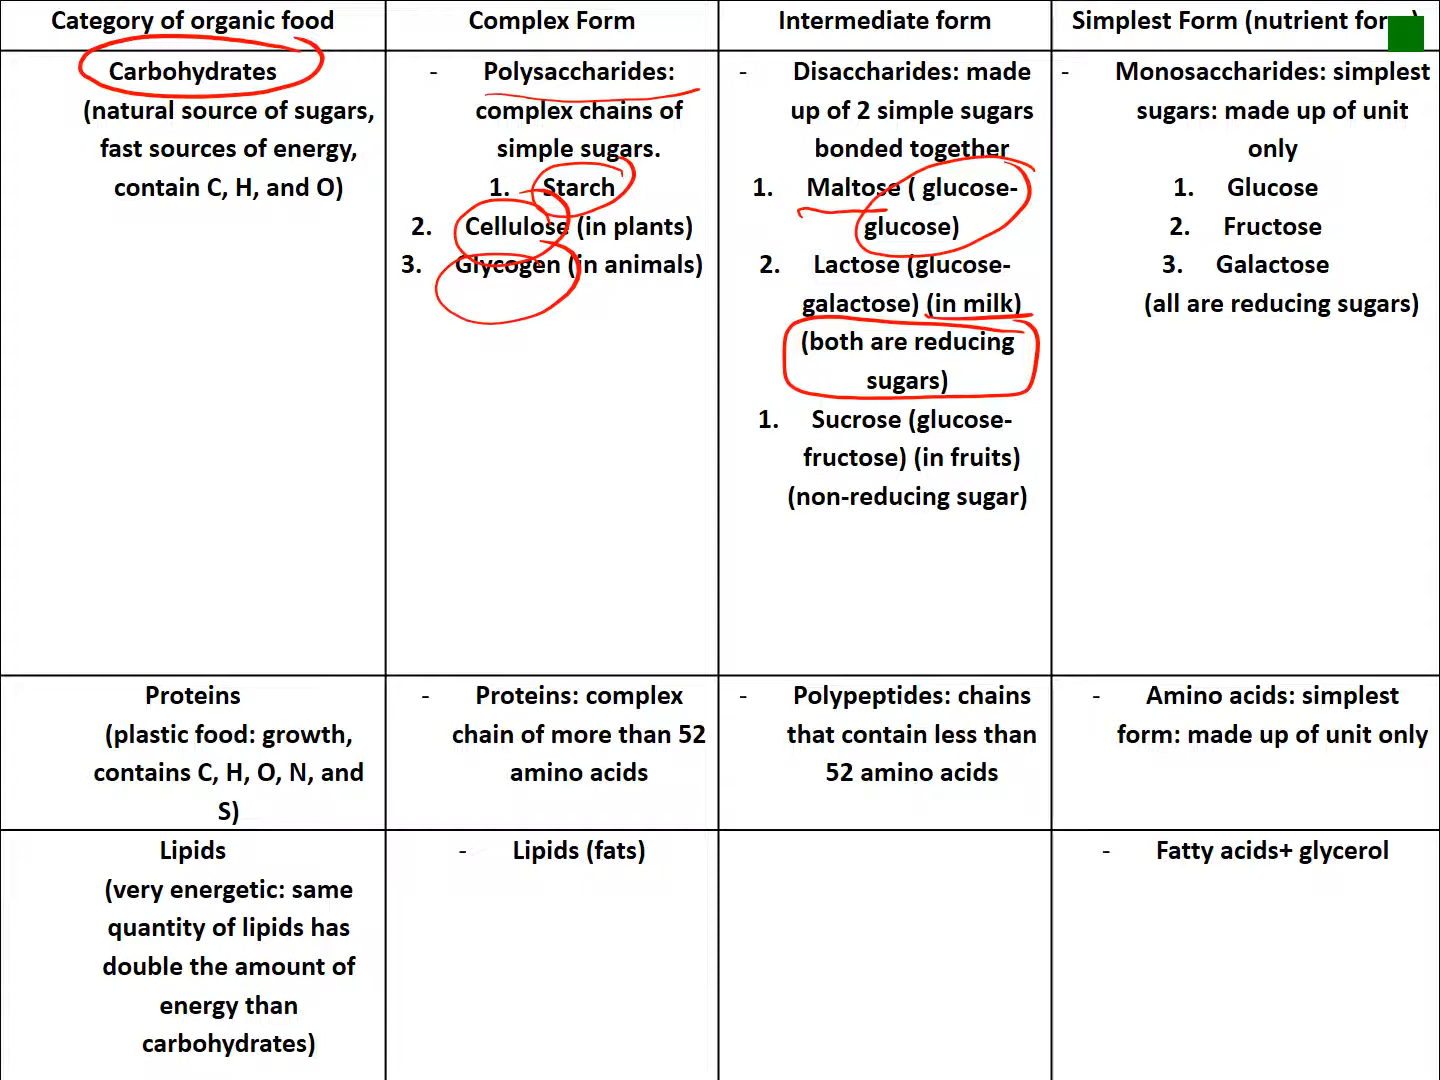 Category of organic food
Complex Form
Intermediate form
Simplest Form (nutrient for
Carbohydrates
(natural source of sugars,
fast sources of energy,
contain C, H, and O)
- Polysaccharides:
complex chains of
simple sugars.
1. Starch
2. Cellulose (in plants)
3. Glycogen (in animals)
- Disaccharides: made
up of 2 simple sugars
bonded together
1. Maltose ( glucose-
glucose)
2. Lactose (glucose-
galactose) (in milk)
(both are reducing
sugars)
1. Sucrose (glucose-
fructose) (in fruits)
(non-reducing sugar)
- Monosaccharides: simplest
sugars: made up of unit
only
1. Glucose
2. Fructose
3. Galactose
(all are reducing sugars)
Proteins
(plastic food: growth,
contains C, H, O, N, and
S)
- Proteins: complex
chain of more than 52
amino acids
- Polypeptides: chains
that contain less than
52 amino acids
- Amino acids: simplest
form: made up of unit only
Lipids
(very energetic: same
quantity of lipids has
double the amount of
energy than
carbohydrates)
- Lipids (fats)
- Fatty acids+ glycerol